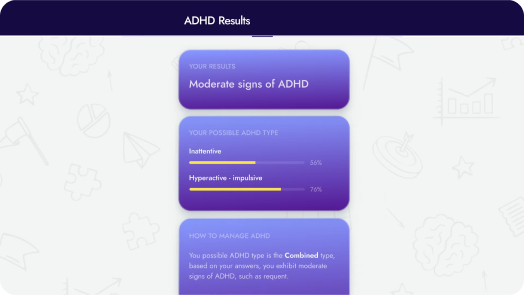 ADHD Results
YOUR RESULTS
Moderate signs of ADHD
YOUR POSSIBLE ADHD TYPE
Inattentive
56%
Hyperactive - impulsive
76%
HOW TO MANAGE ADHD
You possible ADHD type is the Combined type,
based on your answers, you exhibit moderate
signs of ADHD, such as requent.